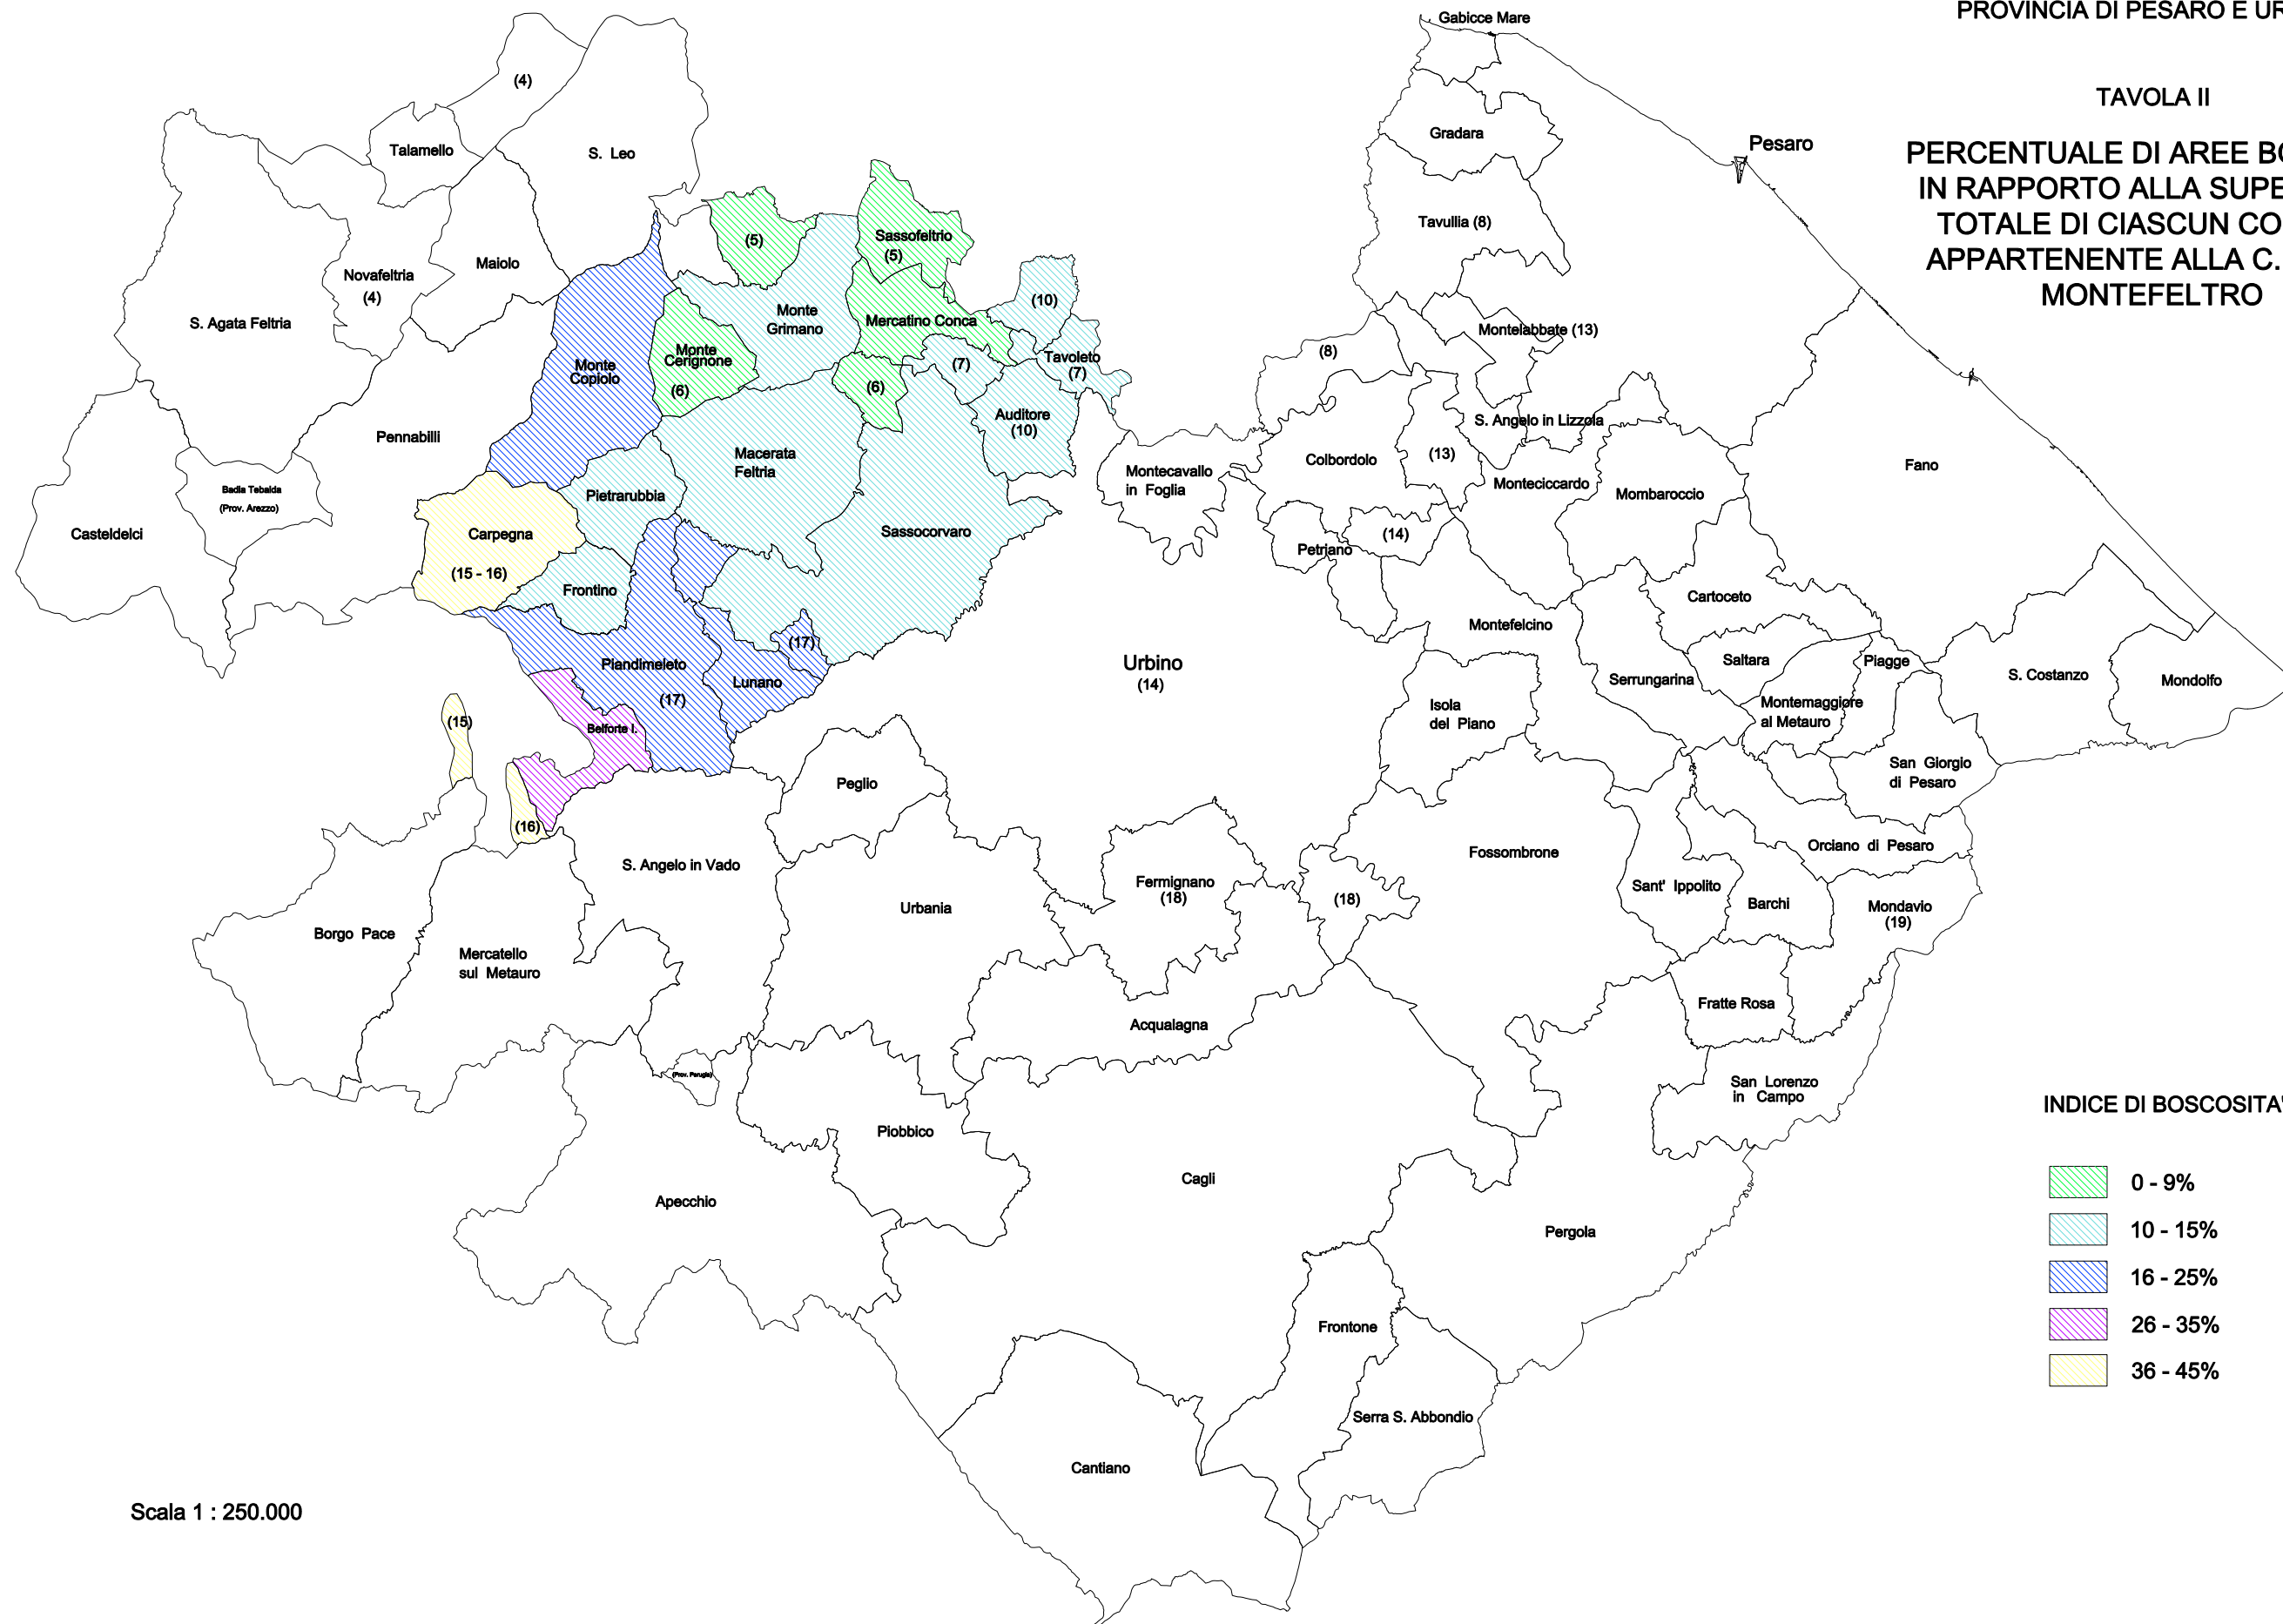 PROVINCIA DI PESARO E
TAVOLA II
PERCENTUALE DI AREE
IN RAPPORTO ALLA
TOTALE DI CIASCUN
APPARTENENTE ALLA C.
MONTEFELTRO
Gabicce Mare
(4)
Talamello
S. Leo
Gradara
Pesaro
Tavullia (8)
(5)
Sassofeltrio
(5)
Novafeltria
(4)
Maiolo
S. Agata Feltria
Monte
Grimano
Mercatino Conca
(10)
Montelabbate (13)
(8)
Monte
Copiolo
Monte
Cerignone
(6)
(6)
(7)
Tavoleto
(7)
Auditore
(10)
S. Angelo in Lizzola
Pennabilli
Macerata
Feltria
Montecavallo
in Foglia
Colbordolo
(13)
Monteciccardo
Mombaroccio
Fano
Badia Tebalda
(Prov. Arezzo)
Pietrarubbia
Casteldelci
Carpegna
(15 - 16)
Sassocorvaro
Petriano
(14)
Frontino
Cartoceto
Montefelcino
Piandimeleto
(17)
(17)
Lunano
Urbino
(14)
Serrungarina
Saltara
Piagge
S. Costanzo
Mondolfo
Isola
del Piano
Montemaggiore
al Metauro
(15)
Belforte I.
Peglio
San Giorgio
di Pesaro
(16)
S. Angelo in Vado
Fossombrone
Orciano di Pesaro
Urbania
Fermignano
(18)
(18)
Sant' Ippolito
Barchi
Mondavio
(19)
Borgo Pace
Mercatello
sul Metauro
Fratte Rosa
Acqualagna
(Prov. Perugia)
San Lorenzo
in Campo
Piobbico
Cagli
Apecchio
Pergola
Frontone
Serra S. Abbondio
Cantiano
INDICE DI BOSCOSITA'
0 - 9%
10 - 15%
16 - 25%
26 - 35%
36 - 45%
Scala 1 : 250.000